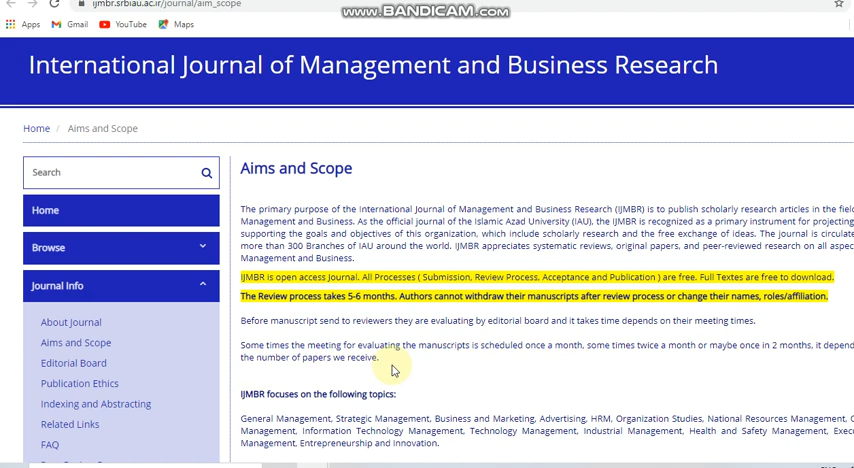 ijmbr.srbiau.ac.ir/journal/aim_scope
www.BANDICAM.com
Apps Gmail YouTube Maps
International Journal of Management and Business Research
Home / Aims and Scope
Search
Home
Browse
Journal Info
About Journal
Aims and Scope
Editorial Board
Publication Ethics
Indexing and Abstracting
Related Links
FAQ
Aims and Scope
The primary purpose of the International Journal of Management and Business Research (IJMBR) is to publish scholarly research articles in the
Management and Business. As the official journal of the Islamic Azad University (IAU), the IJMBR is recognized as a primary instrument for projecting
supporting the goals and objectives of this organization, which include scholarly research and the free exchange of ideas. The journal is
more than 300 Branches of IAU around the world. IJMBR appreciates systematic reviews, original papers, and peer-reviewed research on all
Management and Business.
IJMBR is open access Journal. All Processes ( Submission, Review Process, Acceptance and Publication ) are free. Full Textes are free to download.
The Review process takes 5-6 months. Authors cannot withdraw their manuscripts after review process or change their names, roles/affiliation.
Before manuscript send to reviewers they are evaluating by editorial board and it takes time depends on their meeting times.
Some times the meeting for evaluating the manuscripts is scheduled once a month, some times twice a month or maybe once in 2 months, it
the number of papers we receive.
IJMBR focuses on the following topics:
General Management, Strategic Management, Business and Marketing, Advertising, HRM, Organization Studies, National Resources Management,
Management, Information Technology Management, Technology Management, Industrial Management, Health and Safety Management,
Management, Entrepreneurship and Innovation.